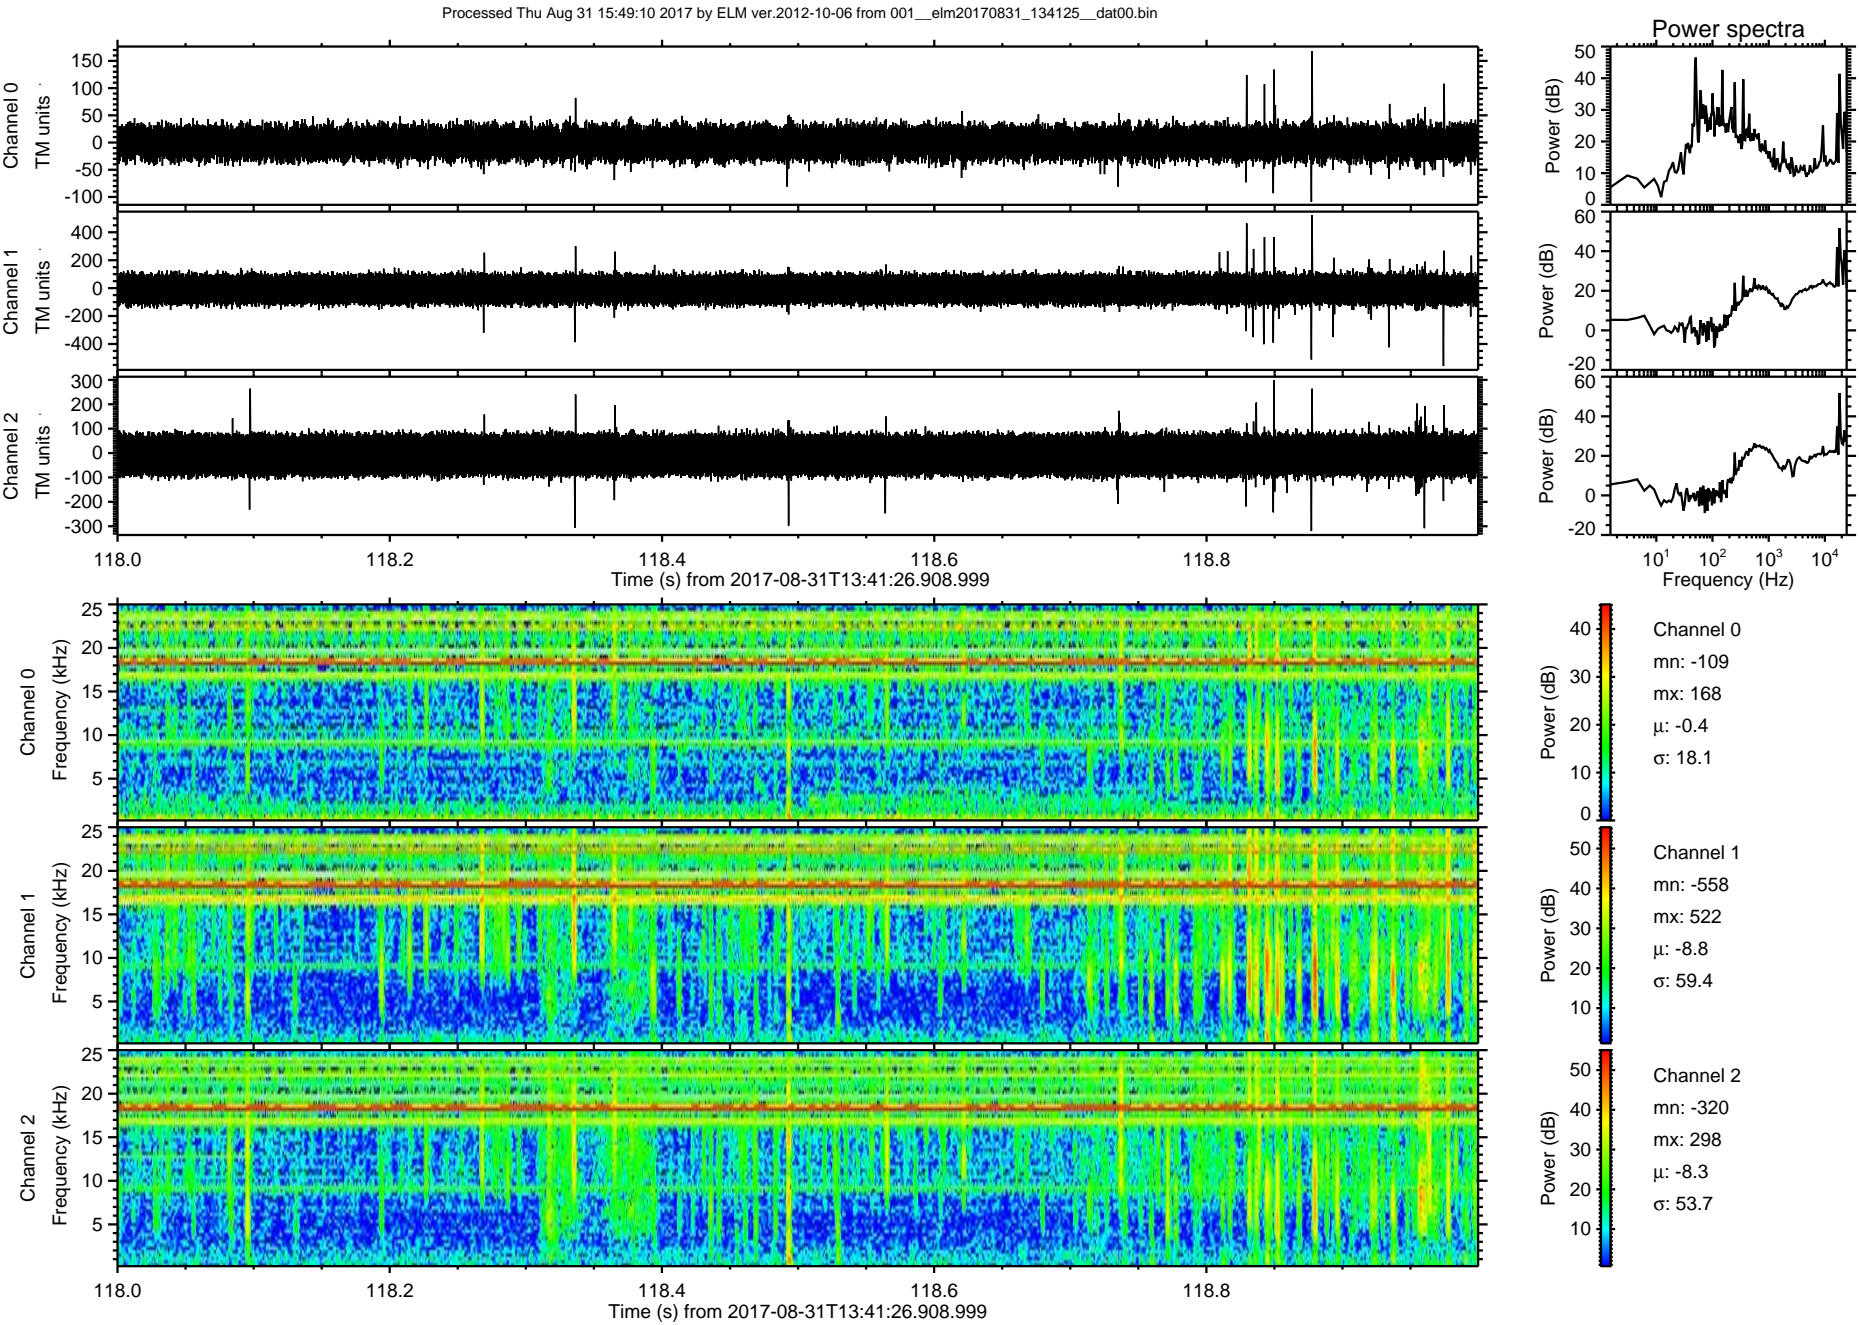 Processed Thu Aug 31 15:49:10 2017 by ELM ver.2012-10-06 from 001__elm20170831_134125__dat00.bin
Power spectra
Channel 0
TM units
150
100
50
0
-50
-100
Power (dB)
50
40
30
20
10
0
Channel 1
TM units
400
200
0
-200
-400
Power (dB)
60
40
20
0
-20
Channel 2
TM units
300
200
100
0
-100
-200
-300
Power (dB)
60
40
20
0
-20
118.0 118.2 118.4 118.6 118.8
Time (s) from 2017-08-31T13:41:26.908.999
10^1 10^2 10^3 10^4
Frequency (Hz)
Channel 0
Frequency (kHz)
25
20
15
10
5
Power (dB)
40
30
20
10
0
Channel 0
mn: -109
mx: 168
μ: -0.4
σ: 18.1
Channel 1
Frequency (kHz)
25
20
15
10
5
Power (dB)
50
40
30
20
10
Channel 1
mn: -558
mx: 522
μ: -8.8
σ: 59.4
Channel 2
Frequency (kHz)
25
20
15
10
5
Power (dB)
50
40
30
20
10
Channel 2
mn: -320
mx: 298
μ: -8.3
σ: 53.7
118.0 118.2 118.4 118.6 118.8
Time (s) from 2017-08-31T13:41:26.908.999